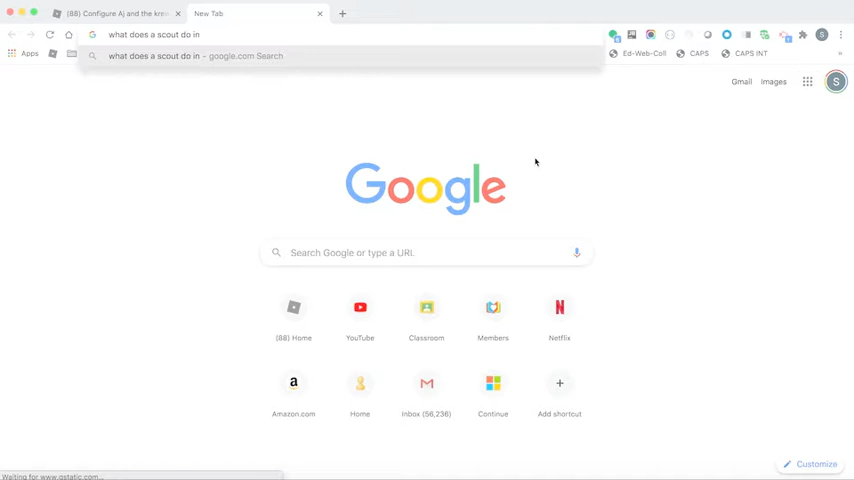 (88) Configure Aj and the krew
New Tab
what does a scout do in
what does a scout do in – google.com Search
Apps
Ed-Web-Coll
CAPS
CAPS INT
»
Gmail
Images
S
Google
Search Google or type a URL
(88) Home
YouTube
Classroom
Members
Netflix
Amazon.com
Home
Inbox (56,236)
Continue
Add shortcut
Customize
Waiting for www.gstatic.com...